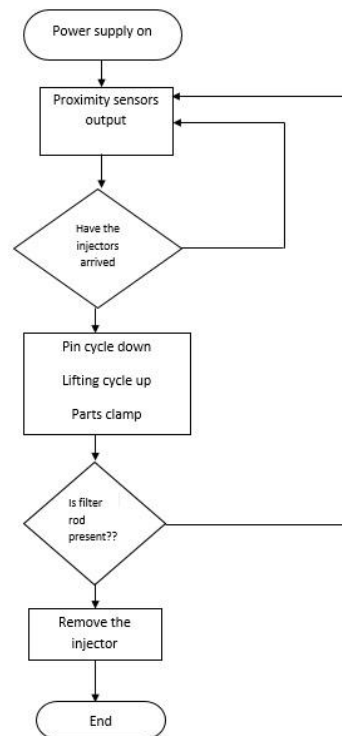 Power supply on
Proximity sensors
output
Have the
injectors
arrived
Pin cycle down
Lifting cycle up
Parts clamp
Is filter
rod
present??
Remove the
injector
End